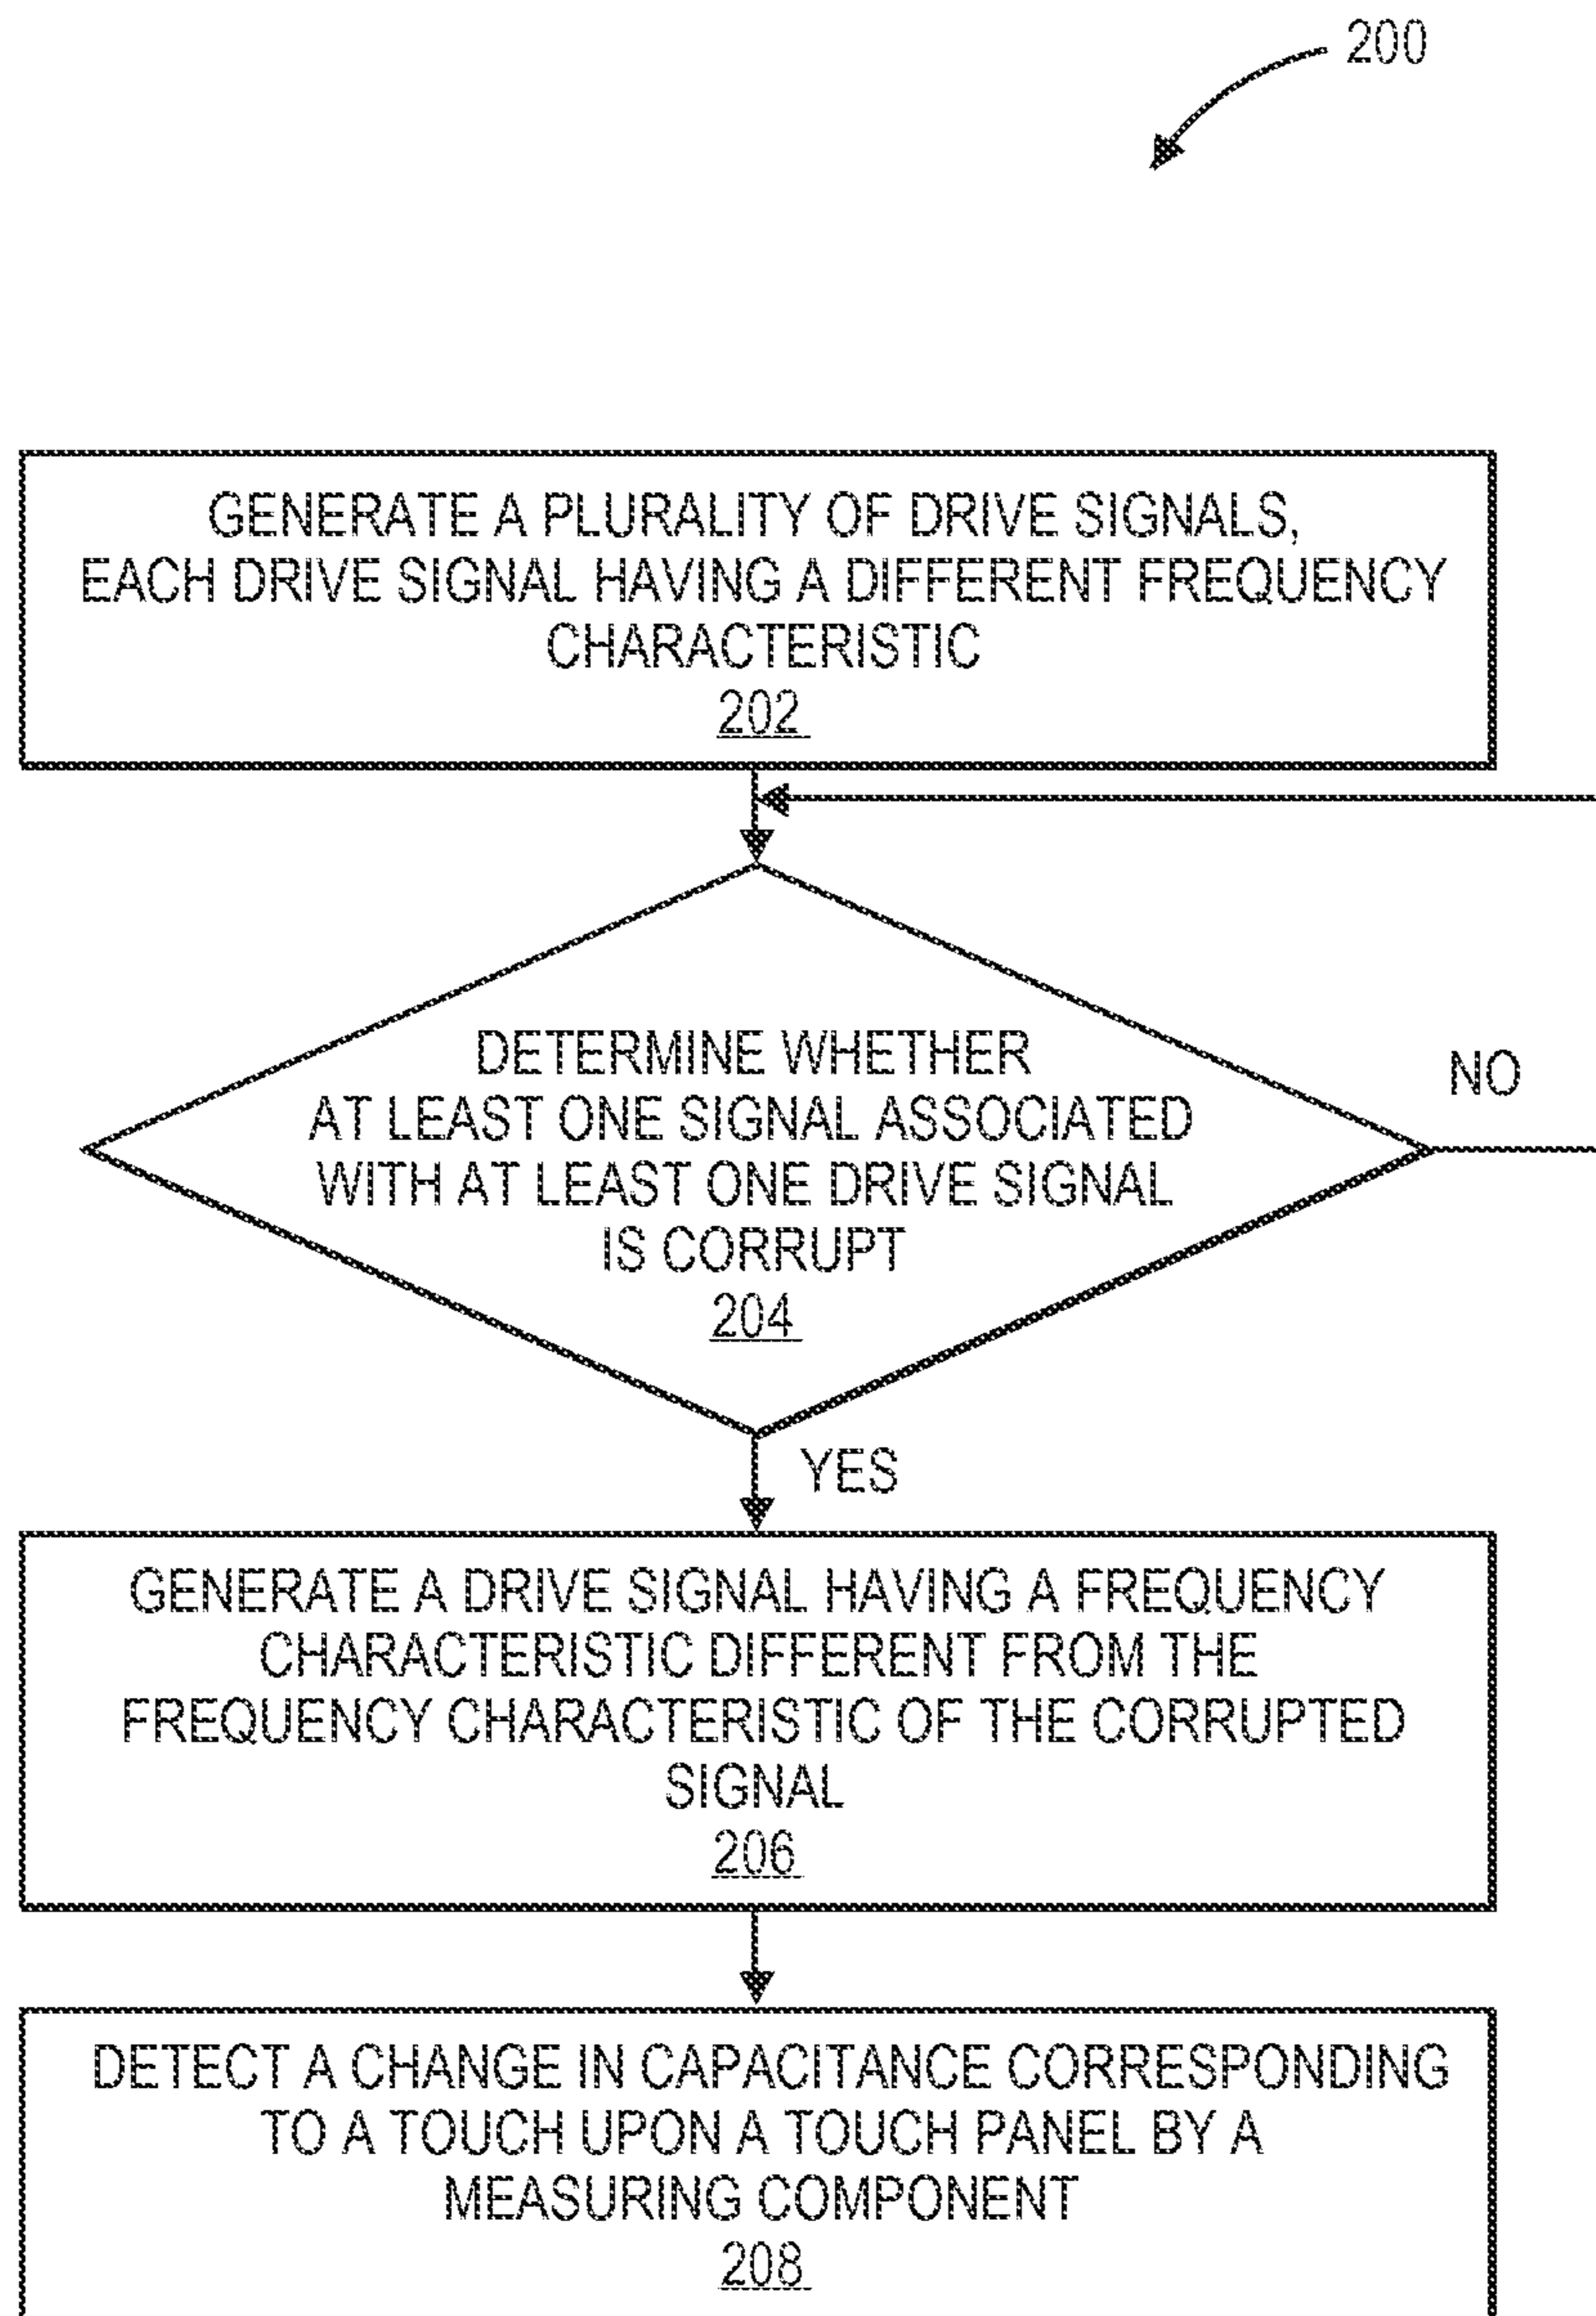 200
GENERATE A PLURALITY OF DRIVE SIGNALS,
EACH DRIVE SIGNAL HAVING A DIFFERENT FREQUENCY
CHARACTERISTIC
202
DETERMINE WHETHER
AT LEAST ONE SIGNAL ASSOCIATED
WITH AT LEAST ONE DRIVE SIGNAL
IS CORRUPT
204
NO
YES
GENERATE A DRIVE SIGNAL HAVING A FREQUENCY
CHARACTERISTIC DIFFERENT FROM THE
FREQUENCY CHARACTERISTIC OF THE CORRUPTED
SIGNAL
206
DETECT A CHANGE IN CAPACITANCE CORRESPONDING
TO A TOUCH UPON A TOUCH PANEL BY A
MEASURING COMPONENT
208